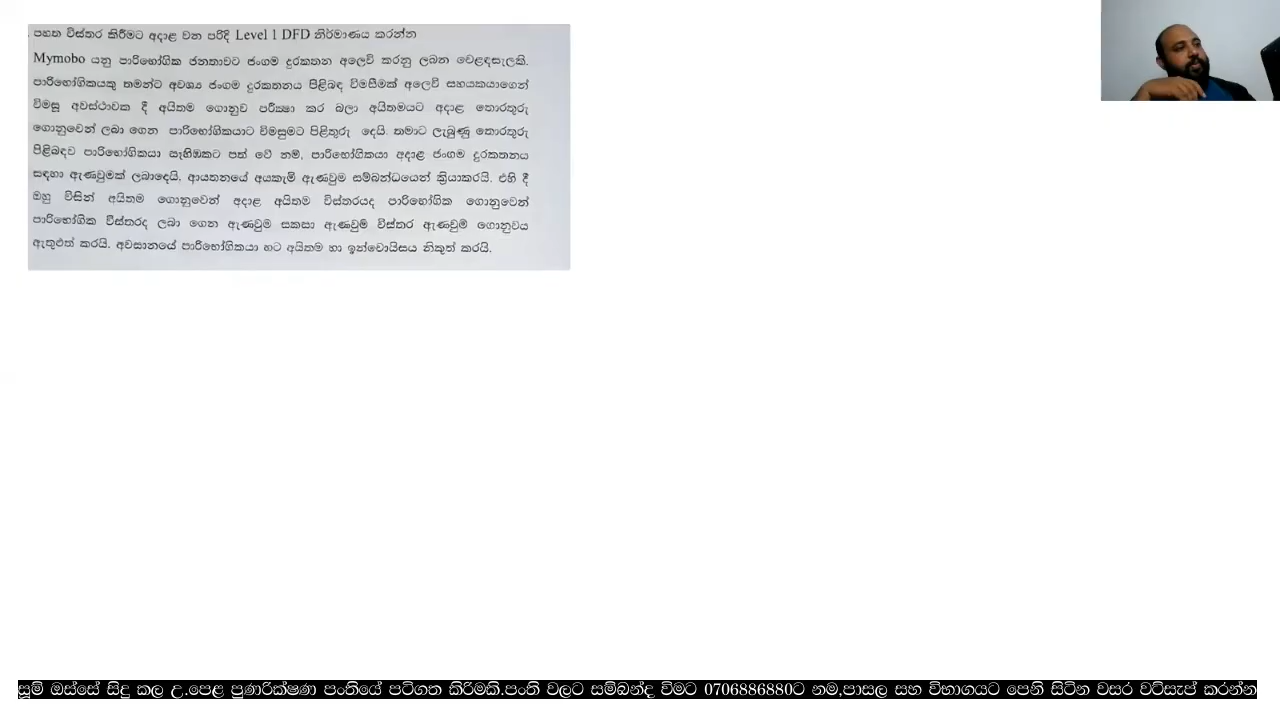 . පහත විස්තර කිරීමට අදාළ වන පරිදි Level 1 DFD නිර්මාණය කරන්න
Mymobo යනු පාරිභෝගික ජනතාවට ජංගම දුරකතන අලෙවි කරනු ලබන වෙළඳසැලකි.
පාරිභෝගිකයකු තමන්ට අවශ්‍ය ජංගම දුරකතනය පිළිබඳ විමසීමක් අලෙවි සහයකයාගෙන්
විමසූ අවස්ථාවක දී අයිතම ගොනුව පරීක්‍ෂා කර බලා අයිතමයට අදාළ තොරතුරු
ගොනුවෙන් ලබා ගෙන පාරිභෝගිකයාට විමසුමට පිළිතුරු දෙයි. තමාට ලැබුණු තොරතුරු
පිළිබඳව පාරිභෝගිකයා සෑහීමකට පත් වේ නම්, පාරිභෝගිකයා අදාළ ජංගම දුරකතනය
සඳහා ඇණවුමක් ලබාදෙයි. ආයතනයේ අයකැමි ඇණවුම සම්බන්ධයෙන් ක්‍රියාකරයි. එහි දී
ඔහු විසින් අයිතම ගොනුවෙන් අදාළ අයිතම විස්තරයද පාරිභෝගික ගොනුවෙන්
පාරිභෝගික විස්තරද ලබා ගෙන ඇණවුම සකසා ඇණවුම් විස්තර ඇණවුම් ගොනුවය
ඇතුළත් කරයි. අවසානයේ පාරිභෝගිකයා හට අයිතම හා ඉන්වොයිසය නිකුත් කරයි.
සූම් ඔස්සේ සිදු කල උ.පෙළ පුණරීක්ෂණ පංතියේ පටිගත කිරීමකි.පංති වලට සම්බන්ද වීමට 0706886880ට නම,පාසල සහ විභාගයට පෙනී සිටින වසර වට්සැප් කරන්න